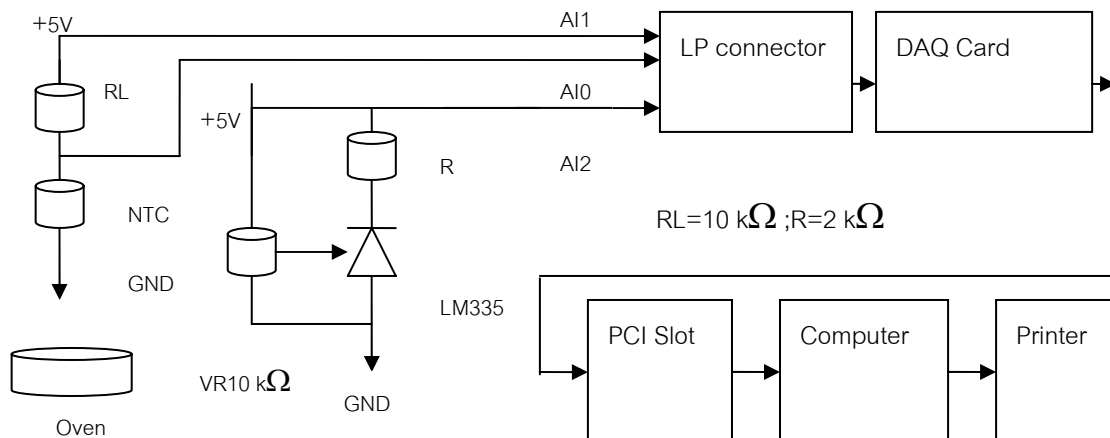 +5V
AI1
LP connector
DAQ Card
RL
AI0
+5V
R
AI2
NTC
RL=10 kΩ ;R=2 kΩ
GND
LM335
PCI Slot
Computer
Printer
VR10 kΩ
GND
Oven